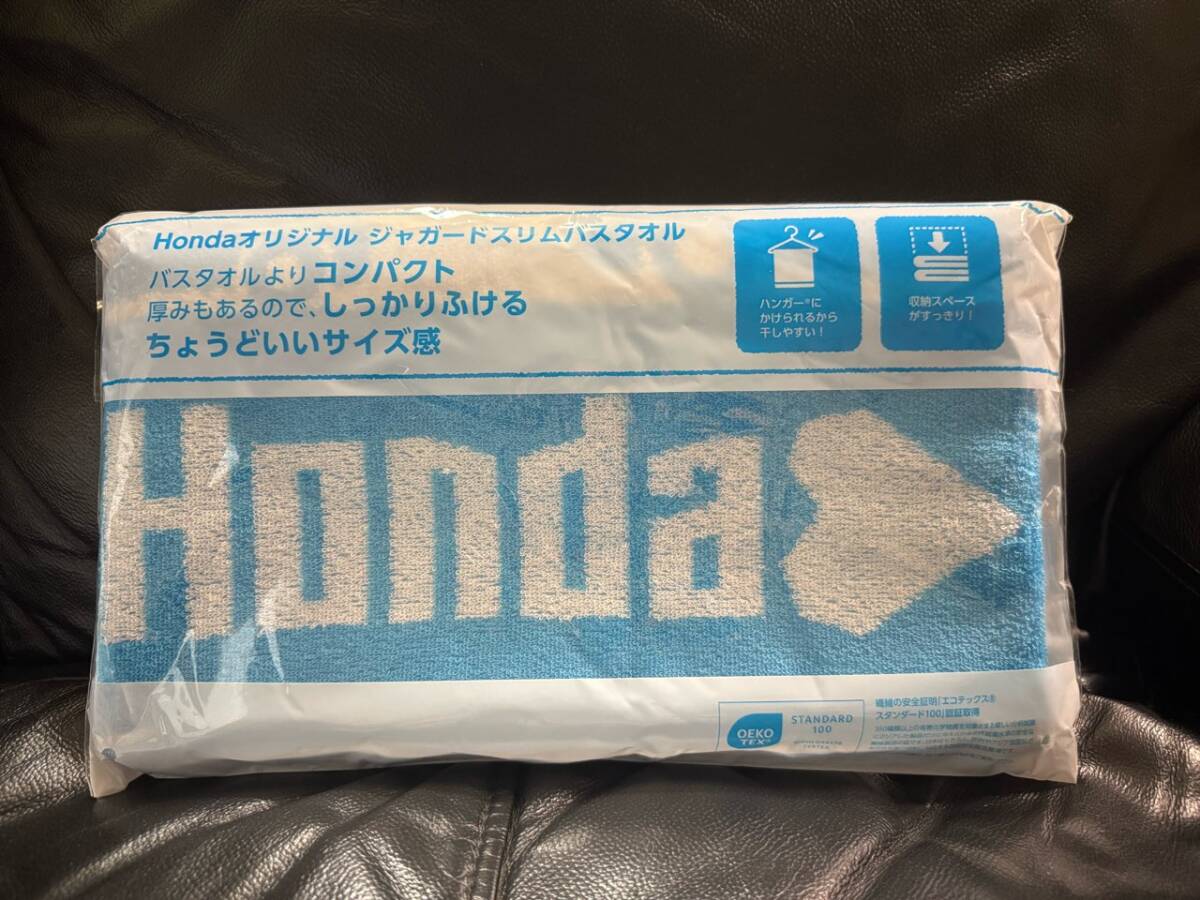 Hondaオリジナル ジャガードスリムバスタオル
バスタオルよりコンパクト
厚みもあるので、しっかりふける
ちょうどいいサイズ感
ハンガー※に
かけられるから
干しやすい！
収納スペース
がすっきり！
Honda
OEKO
TEX®
STANDARD
100
繊維の安全証明「エコテックス®
スタンダード100」認証取得